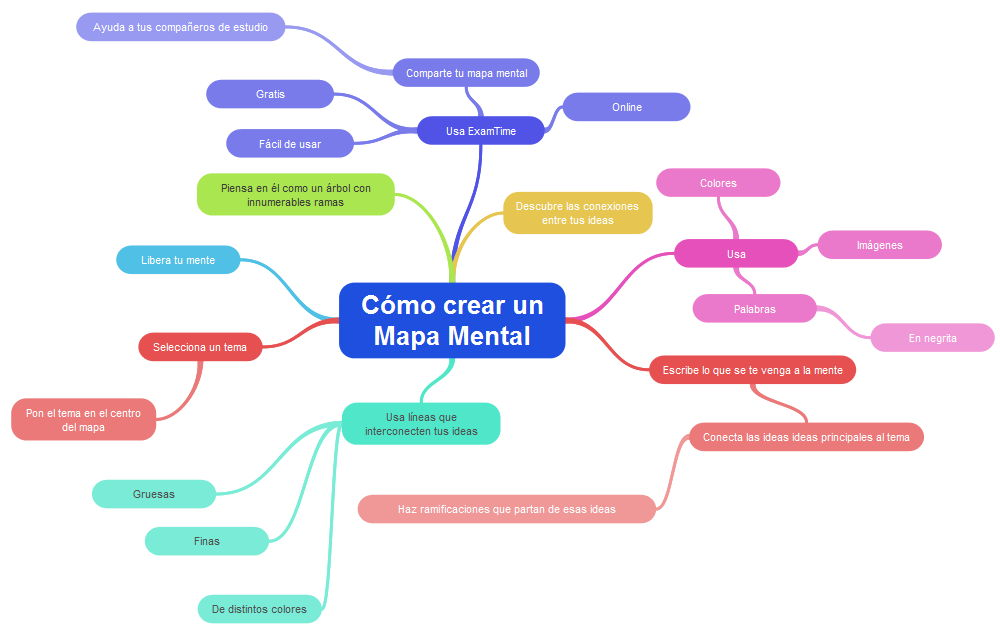 Ayuda a tus compañeros de estudio
Comparte tu mapa mental
Gratis
Online
Usa ExamTime
Fácil de usar
Piensa en él como un árbol con
innumerables ramas
Descubre las conexiones
entre tus ideas
Colores
Imágenes
Usa
Palabras
En negrita
Libera tu mente
Cómo crear un
Mapa Mental
Selecciona un tema
Pon el tema en el centro
del mapa
Escribe lo que se te venga a la mente
Conecta las ideas ideas principales al tema
Haz ramificaciones que partan de esas ideas
Usa líneas que
interconecten tus ideas
Gruesas
Finas
De distintos colores